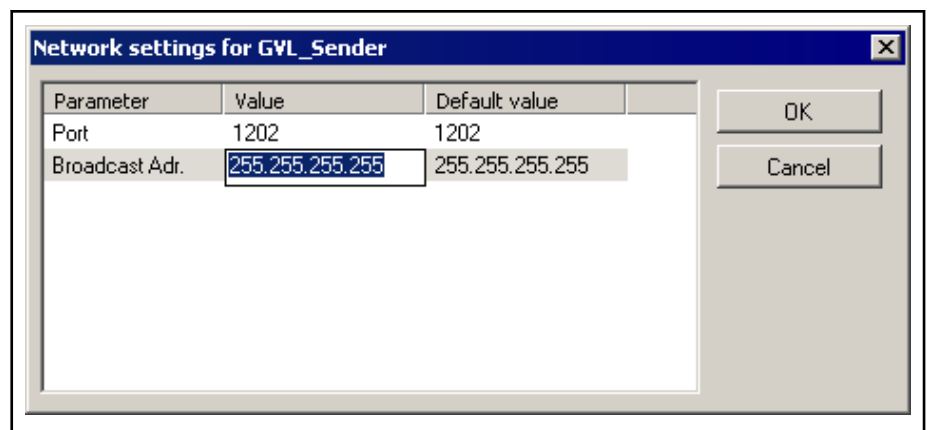 Network settings for GVL_Sender
Parameter Value Default value
OK
Port 1202 1202
Broadcast Adr. 255.255.255.255 255.255.255.255
Cancel